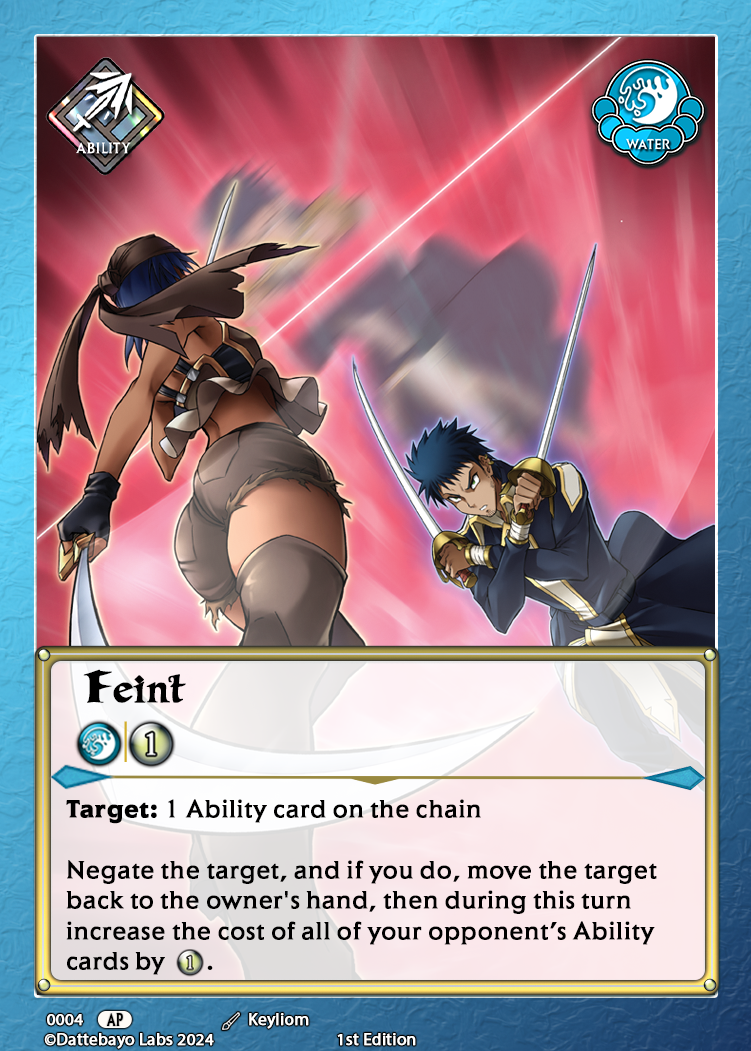 ABILITY
WATER
Feint
1
Target: 1 Ability card on the chain
Negate the target, and if you do, move the target
back to the owner's hand, then during this turn
increase the cost of all of your opponent’s Ability
cards by 1.
0004 AP Keyliom
©Dattebayo Labs 2024 1st Edition